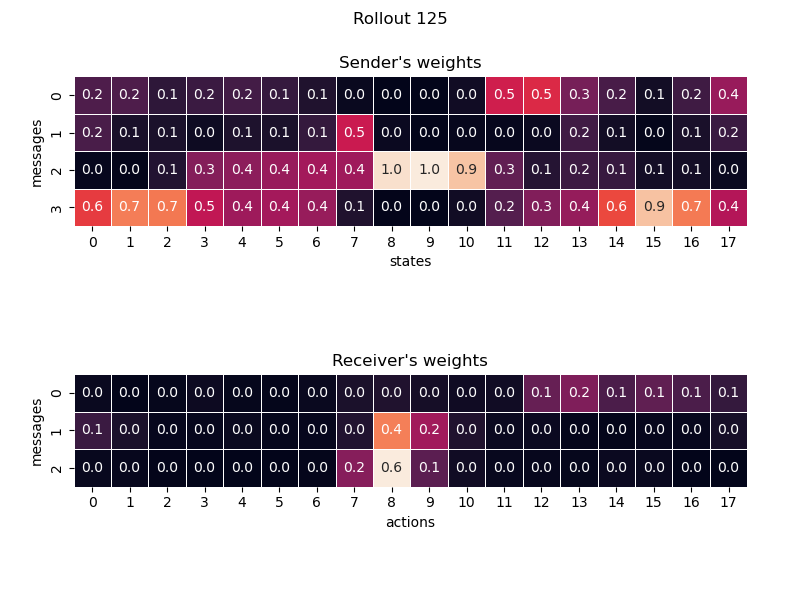 Rollout 125
Sender's weights
0 0.2 0.2 0.1 0.2 0.2 0.1 0.1 0.0 0.0 0.0 0.0 0.5 0.5 0.3 0.2 0.1 0.2 0.4
1 0.2 0.1 0.1 0.0 0.1 0.1 0.1 0.5 0.0 0.0 0.0 0.0 0.0 0.2 0.1 0.0 0.1 0.2
messages
2 0.0 0.0 0.1 0.3 0.4 0.4 0.4 0.4 1.0 1.0 0.9 0.3 0.1 0.2 0.1 0.1 0.1 0.0
3 0.6 0.7 0.7 0.5 0.4 0.4 0.4 0.1 0.0 0.0 0.0 0.2 0.3 0.4 0.6 0.9 0.7 0.4
0 1 2 3 4 5 6 7 8 9 10 11 12 13 14 15 16 17
states
Receiver's weights
0 0.0 0.0 0.0 0.0 0.0 0.0 0.0 0.0 0.0 0.0 0.0 0.0 0.1 0.2 0.1 0.1 0.1 0.1
messages
1 0.1 0.0 0.0 0.0 0.0 0.0 0.0 0.0 0.4 0.2 0.0 0.0 0.0 0.0 0.0 0.0 0.0 0.0
2 0.0 0.0 0.0 0.0 0.0 0.0 0.0 0.2 0.6 0.1 0.0 0.0 0.0 0.0 0.0 0.0 0.0 0.0
0 1 2 3 4 5 6 7 8 9 10 11 12 13 14 15 16 17
actions